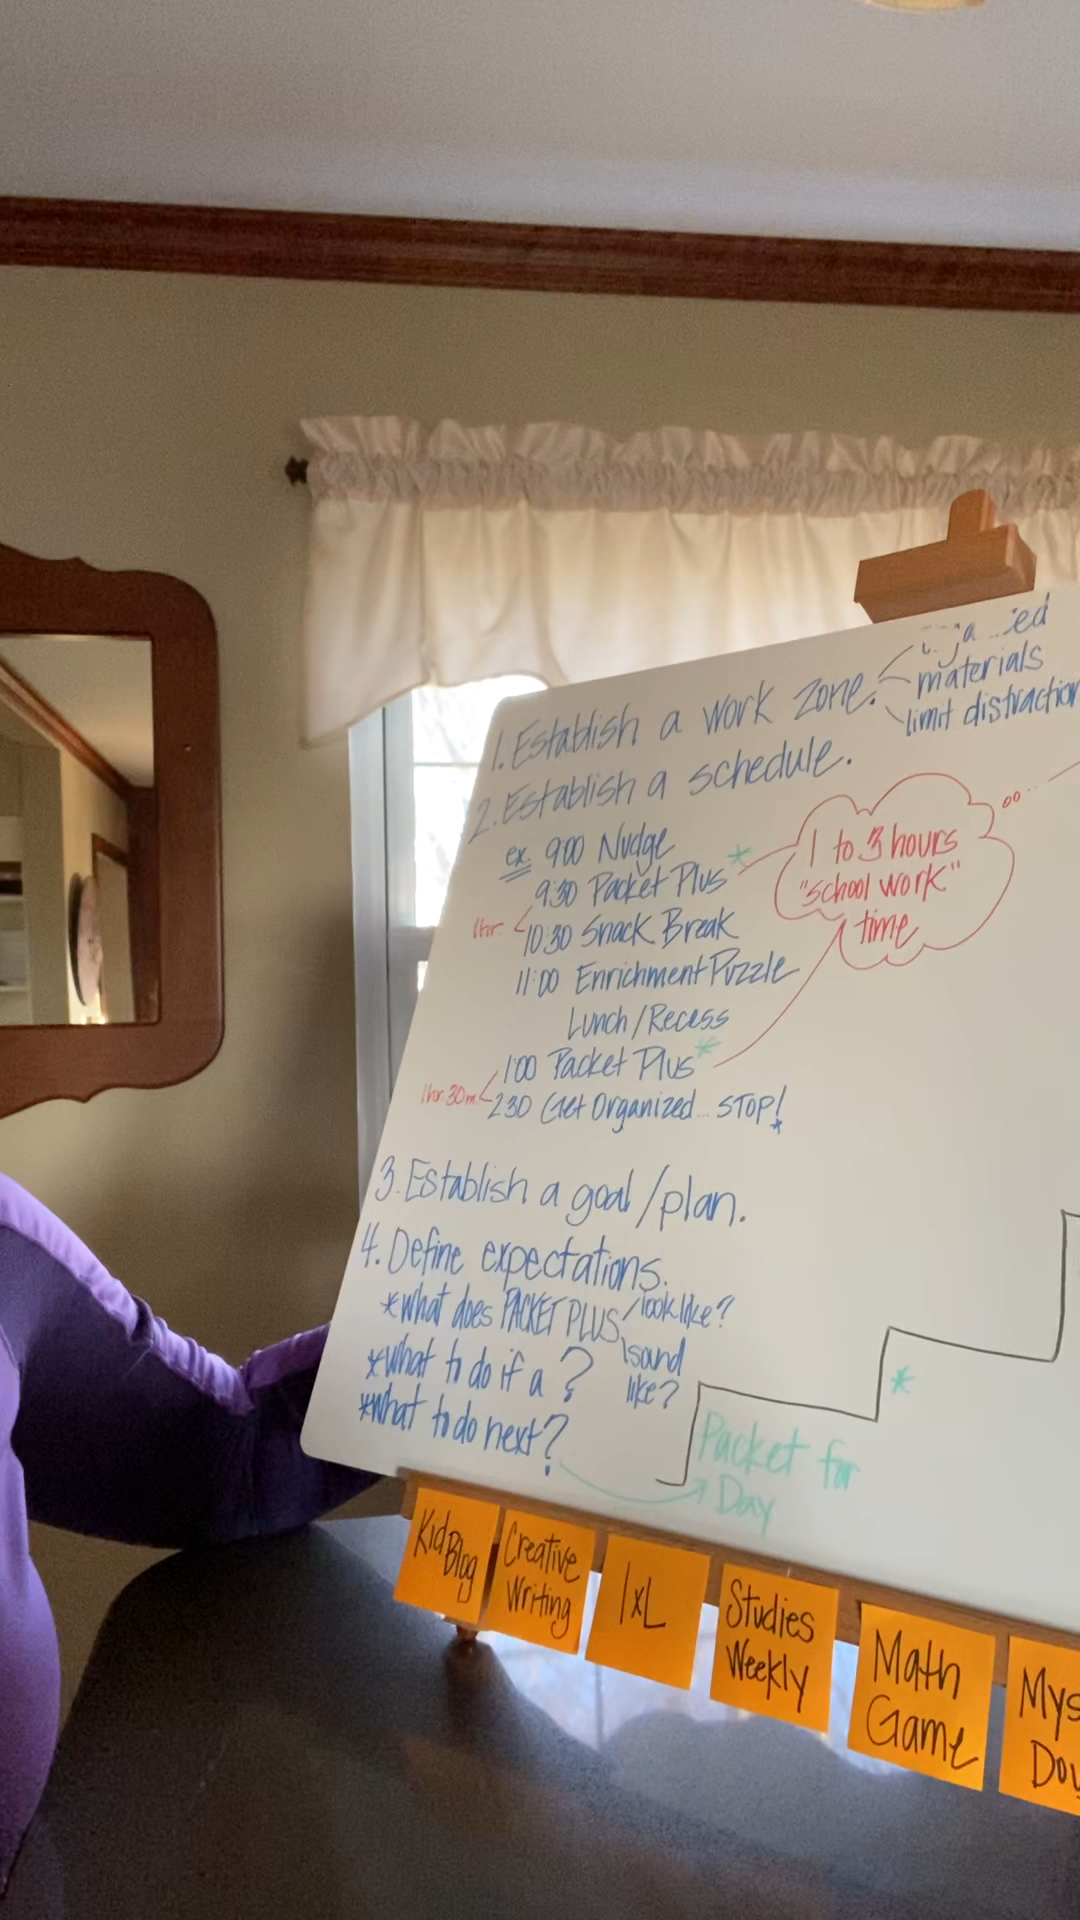 materials
limit distraction
1. Establish a work zone.
2. Establish a schedule.
ex. 9:00 Nudge
9:30 Packet Plus *
1hr. 10:30 Snack Break
11:00 Enrichment Puzzle
Lunch/Recess
1:00 Packet Plus *
1hr. 30m. 2:30 Get Organized... STOP!
1 to 3 hours
"school work"
time
3. Establish a goal/plan.
4. Define expectations.
*what does PACKET PLUS look like?
sound
like?
*what to do if a ?
*what to do next?
*
Packet for
Day
Kid
Blog
Creative
Writing
IXL
Studies
Weekly
Math
Game
Mys
Dou